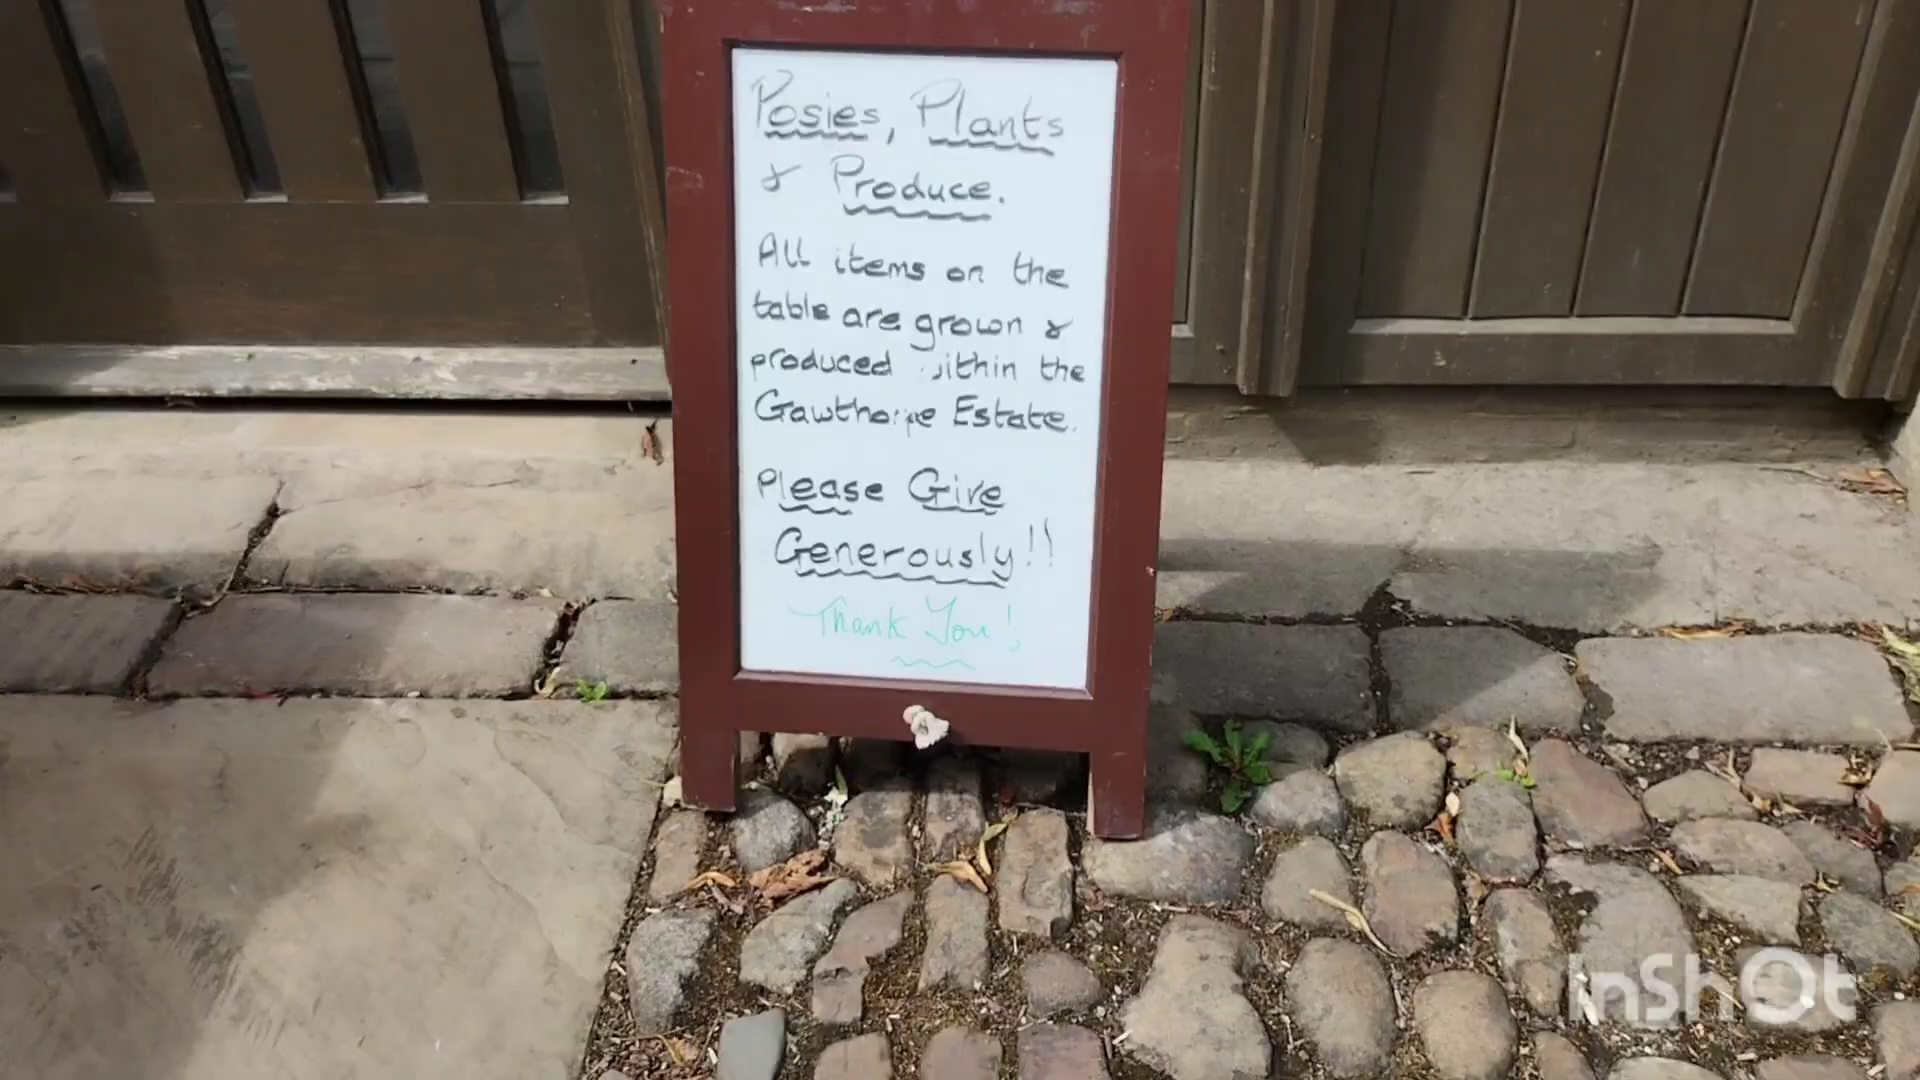 Posies, Plants
& Produce.
All items on the
table are grown &
produced within the
Gawthorpe Estate.
Please Give
Generously!!
Thank You!
InShOt